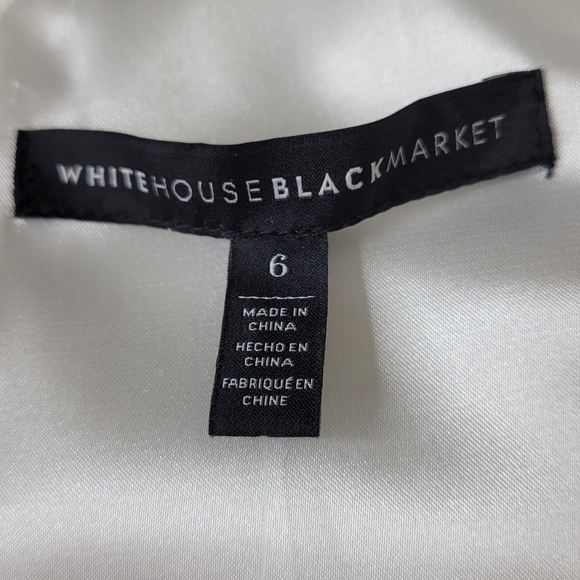 WHITEHOUSEBLACKMARKET
6
MADE IN
CHINA
HECHO EN
CHINA
FABRIQUÉ EN
CHINE